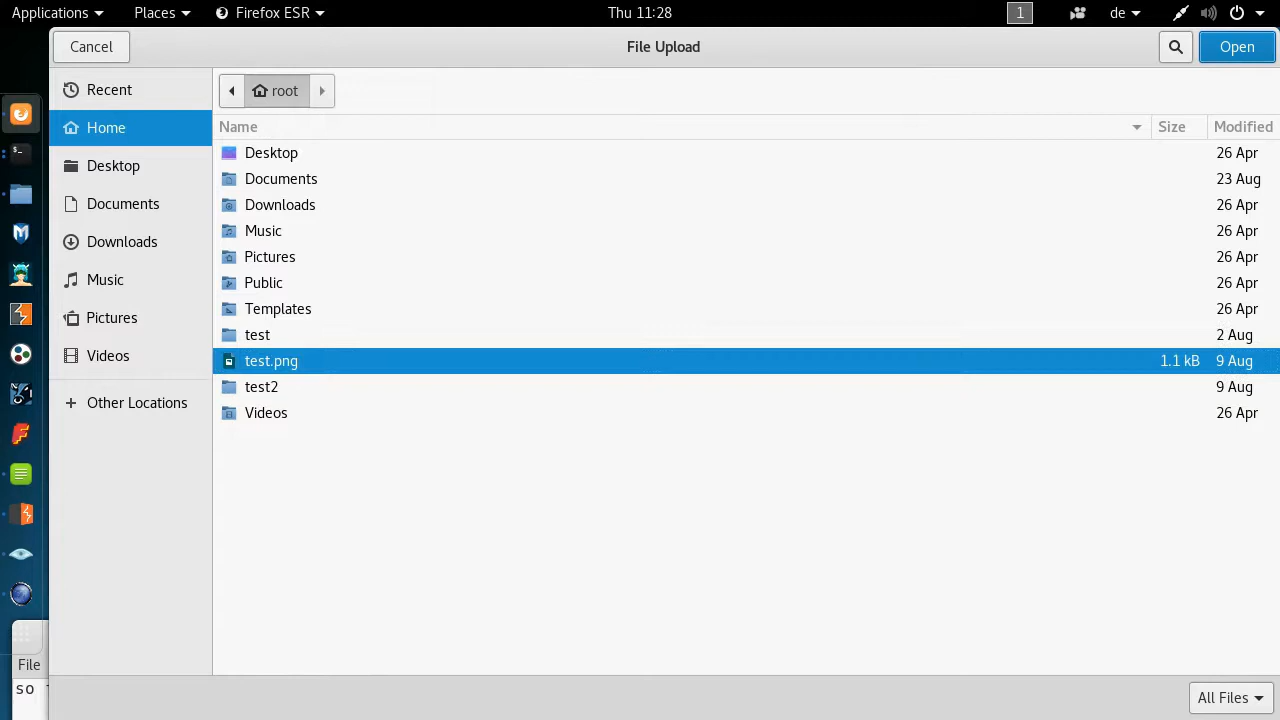 Applications Places Firefox ESR Thu 11:28 1 de
Cancel File Upload Open
Recent
Home
Desktop
Documents
Downloads
Music
Pictures
Videos
Other Locations
root
Name Size Modified
Desktop 26 Apr
Documents 23 Aug
Downloads 26 Apr
Music 26 Apr
Pictures 26 Apr
Public 26 Apr
Templates 26 Apr
test 2 Aug
test.png 1.1 kB 9 Aug
test2 9 Aug
Videos 26 Apr
All Files
File
so